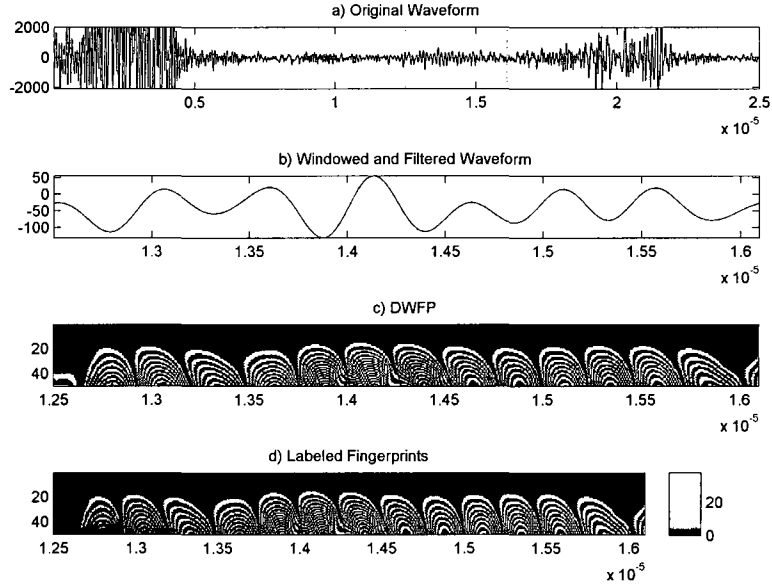 a) Original Waveform
2000
0
-2000
0.5 1 1.5 2 2.5
x 10-5
b) Windowed and Filtered Waveform
50
0
-50
-100
1.3 1.35 1.4 1.45 1.5 1.55 1.6
x 10-5
c) DWFP
20
40
1.25 1.3 1.35 1.4 1.45 1.5 1.55 1.6
x 10-5
d) Labeled Fingerprints
20
40
20
0
1.25 1.3 1.35 1.4 1.45 1.5 1.55 1.6
x 10-5